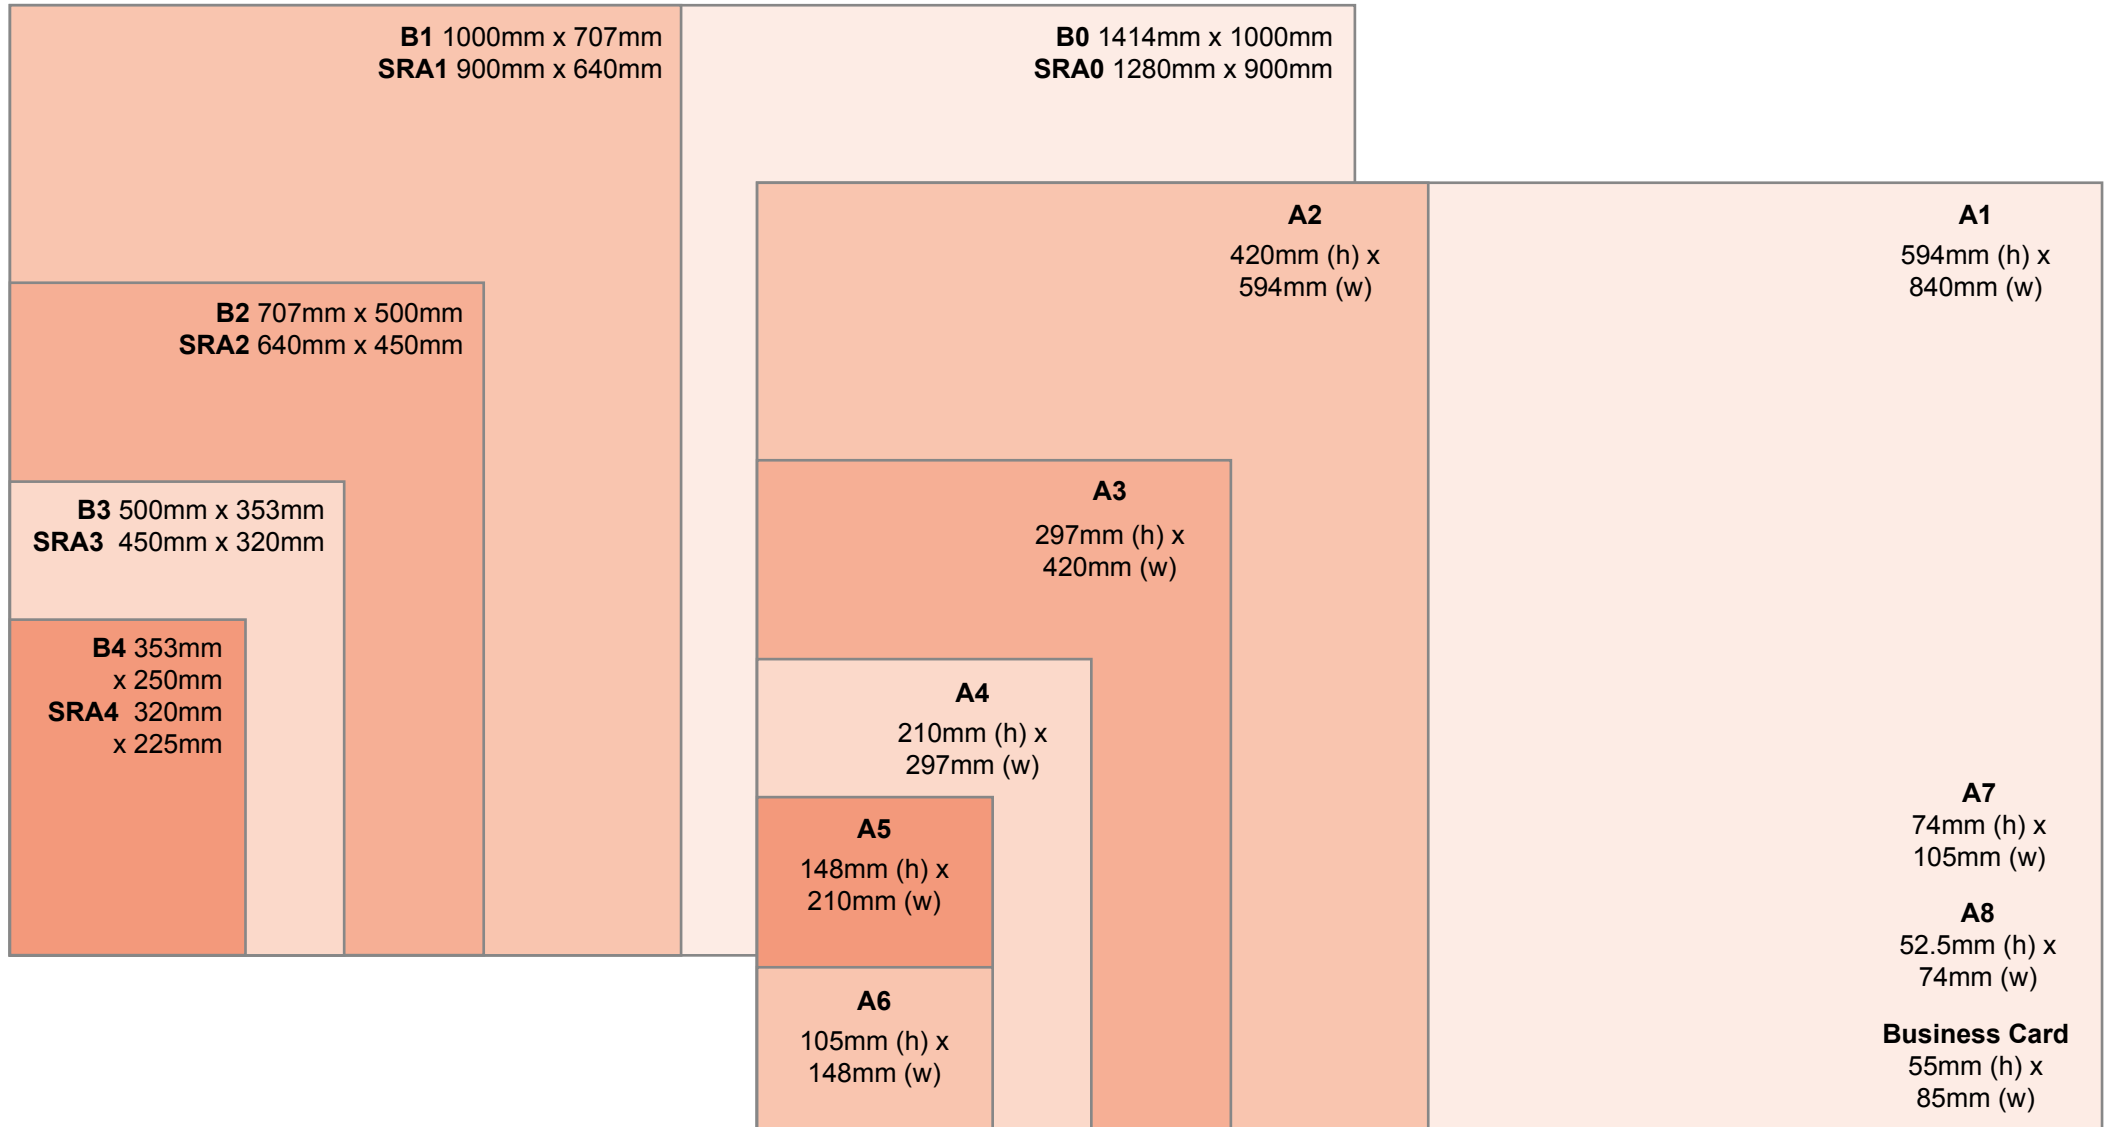 B1 1000mm x 707mm
SRA1 900mm x 640mm
B0 1414mm x 1000mm
SRA0 1280mm x 900mm
B2 707mm x 500mm
SRA2 640mm x 450mm
B3 500mm x 353mm
SRA3 450mm x 320mm
B4 353mm
x 250mm
SRA4 320mm
x 225mm
A2
420mm (h) x
594mm (w)
A1
594mm (h) x
840mm (w)
A3
297mm (h) x
420mm (w)
A4
210mm (h) x
297mm (w)
A5
148mm (h) x
210mm (w)
A6
105mm (h) x
148mm (w)
A7
74mm (h) x
105mm (w)
A8
52.5mm (h) x
74mm (w)
Business Card
55mm (h) x
85mm (w)